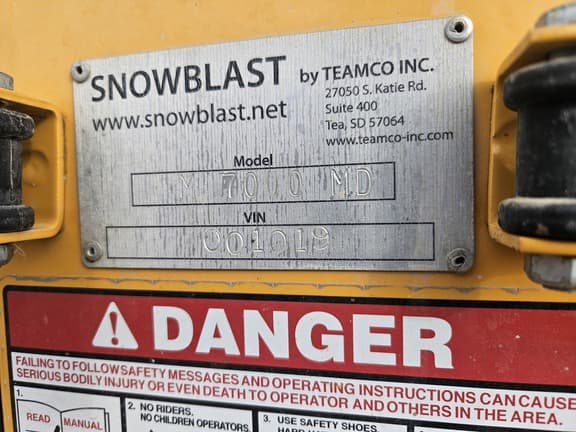 SNOWBLAST by TEAMCO INC.
27050 S. Katie Rd.
www.snowblast.net
Suite 400
Tea, SD 57064
www.teamco-inc.com
Model
M 7000 MD
VIN
001019
DANGER
FAILING TO FOLLOW SAFETY MESSAGES AND OPERATING INSTRUCTIONS CAN CAUSE
SERIOUS BODILY INJURY OR EVEN DEATH TO OPERATOR AND OTHERS IN THE AREA.
1.
READ MANUAL
2. NO RIDERS.
NO CHILDREN OPERATORS.
3. USE SAFETY SHOES,